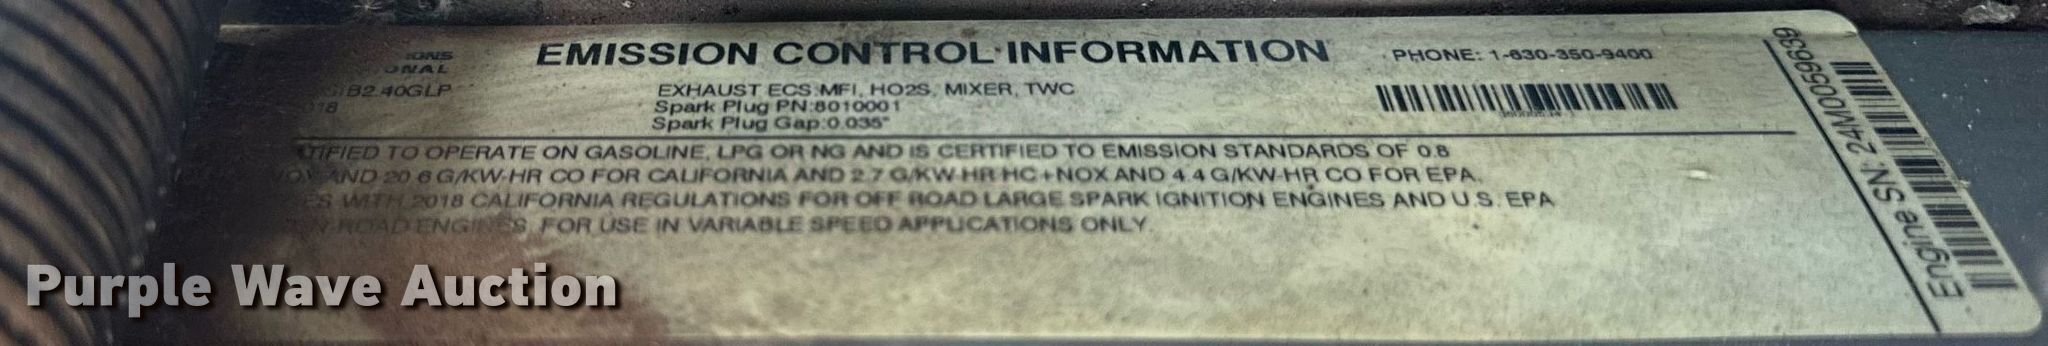 EMISSION CONTROL INFORMATION
PHONE: 1-630-350-9400
B2.40GLP
EXHAUST ECS:MFI, HO2S, MIXER, TWC
Spark Plug PN:8010001
Spark Plug Gap:0.035"
TO OPERATE ON GASOLINE, LPG OR NG AND IS CERTIFIED TO EMISSION STANDARDS OF 0.8
AND 20.6 G/KW-HR CO FOR CALIFORNIA AND 2.7 G/KW-HR HC+NOX AND 4.4 G/KW-HR CO FOR EPA.
WITH 2018 CALIFORNIA REGULATIONS FOR OFF ROAD LARGE SPARK IGNITION ENGINES AND U.S. EPA
ROAD ENGINES. FOR USE IN VARIABLE SPEED APPLICATIONS ONLY.
Engine SN: 24M0059639
Purple Wave Auction